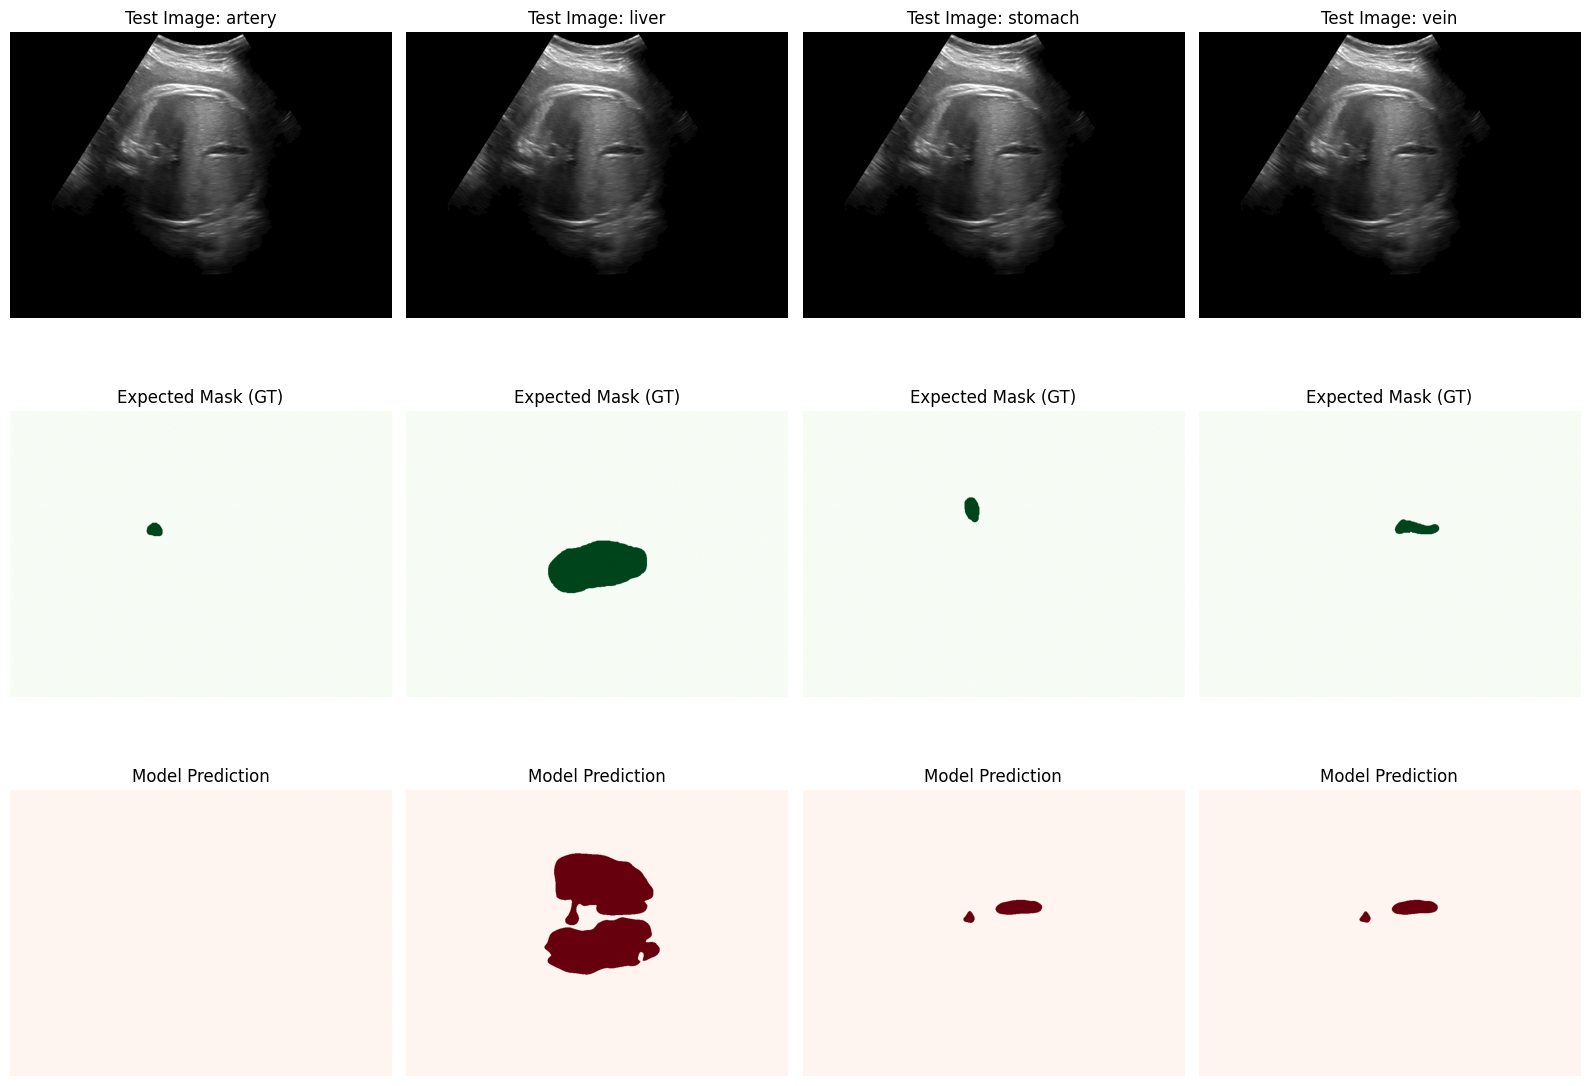 Test Image: artery
Test Image: liver
Test Image: stomach
Test Image: vein
Expected Mask (GT)
Expected Mask (GT)
Expected Mask (GT)
Expected Mask (GT)
Model Prediction
Model Prediction
Model Prediction
Model Prediction